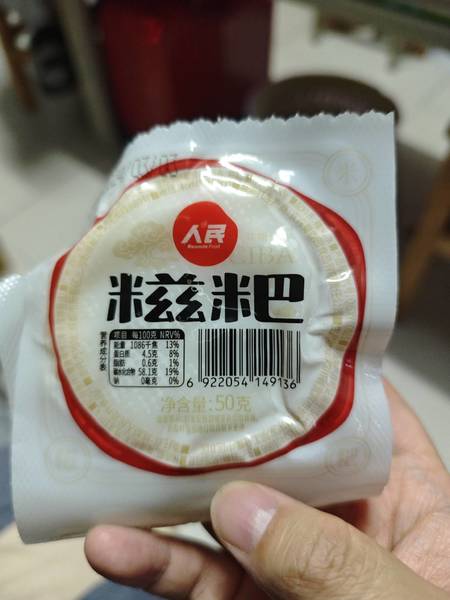 人民
Renmin Food
糍粑
营养成分表
项目 每100克 NRV%
能量 1086千焦 13%
蛋白质 4.5克 8%
脂肪 0.6克 1%
碳水化合物 58.1克 19%
钠 0毫克 0%
6 922054 149136
净含量:50克